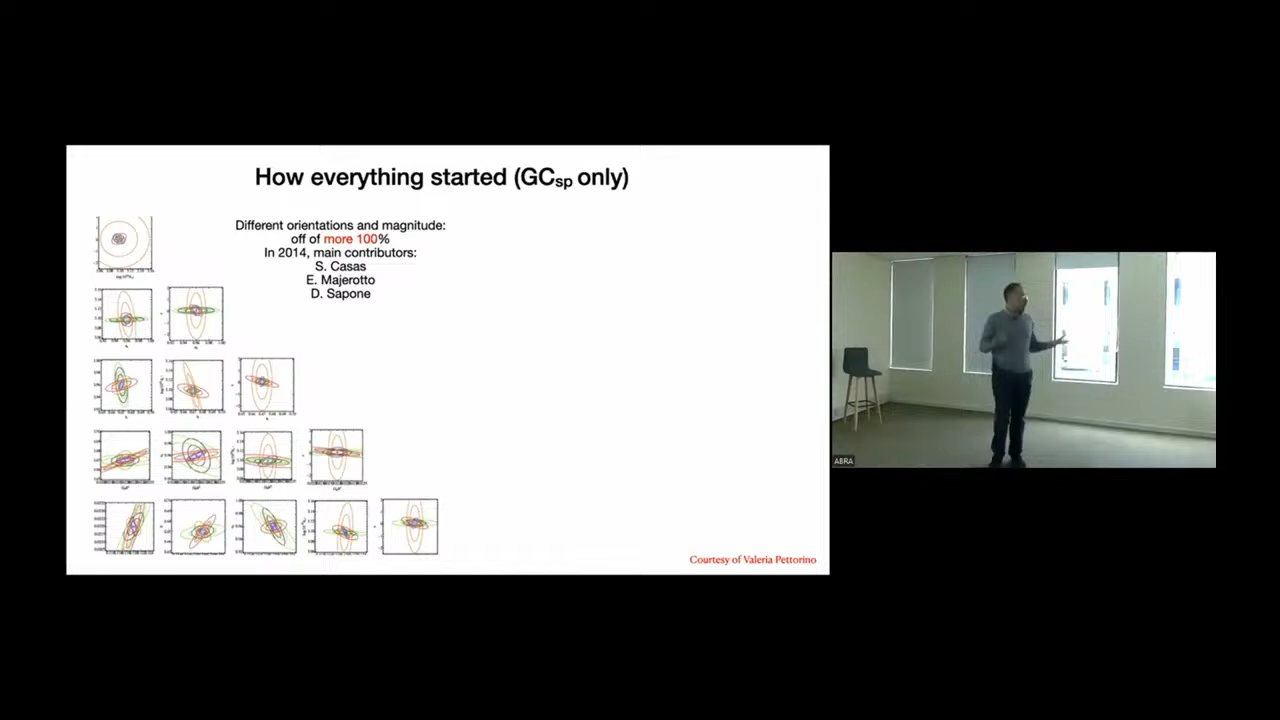 How everything started (GCsp only)
Different orientations and magnitude:
off of more 100%
In 2014, main contributors:
S. Casas
E. Majerotto
D. Sapone
Courtesy of Valeria Pettorino
ABRA